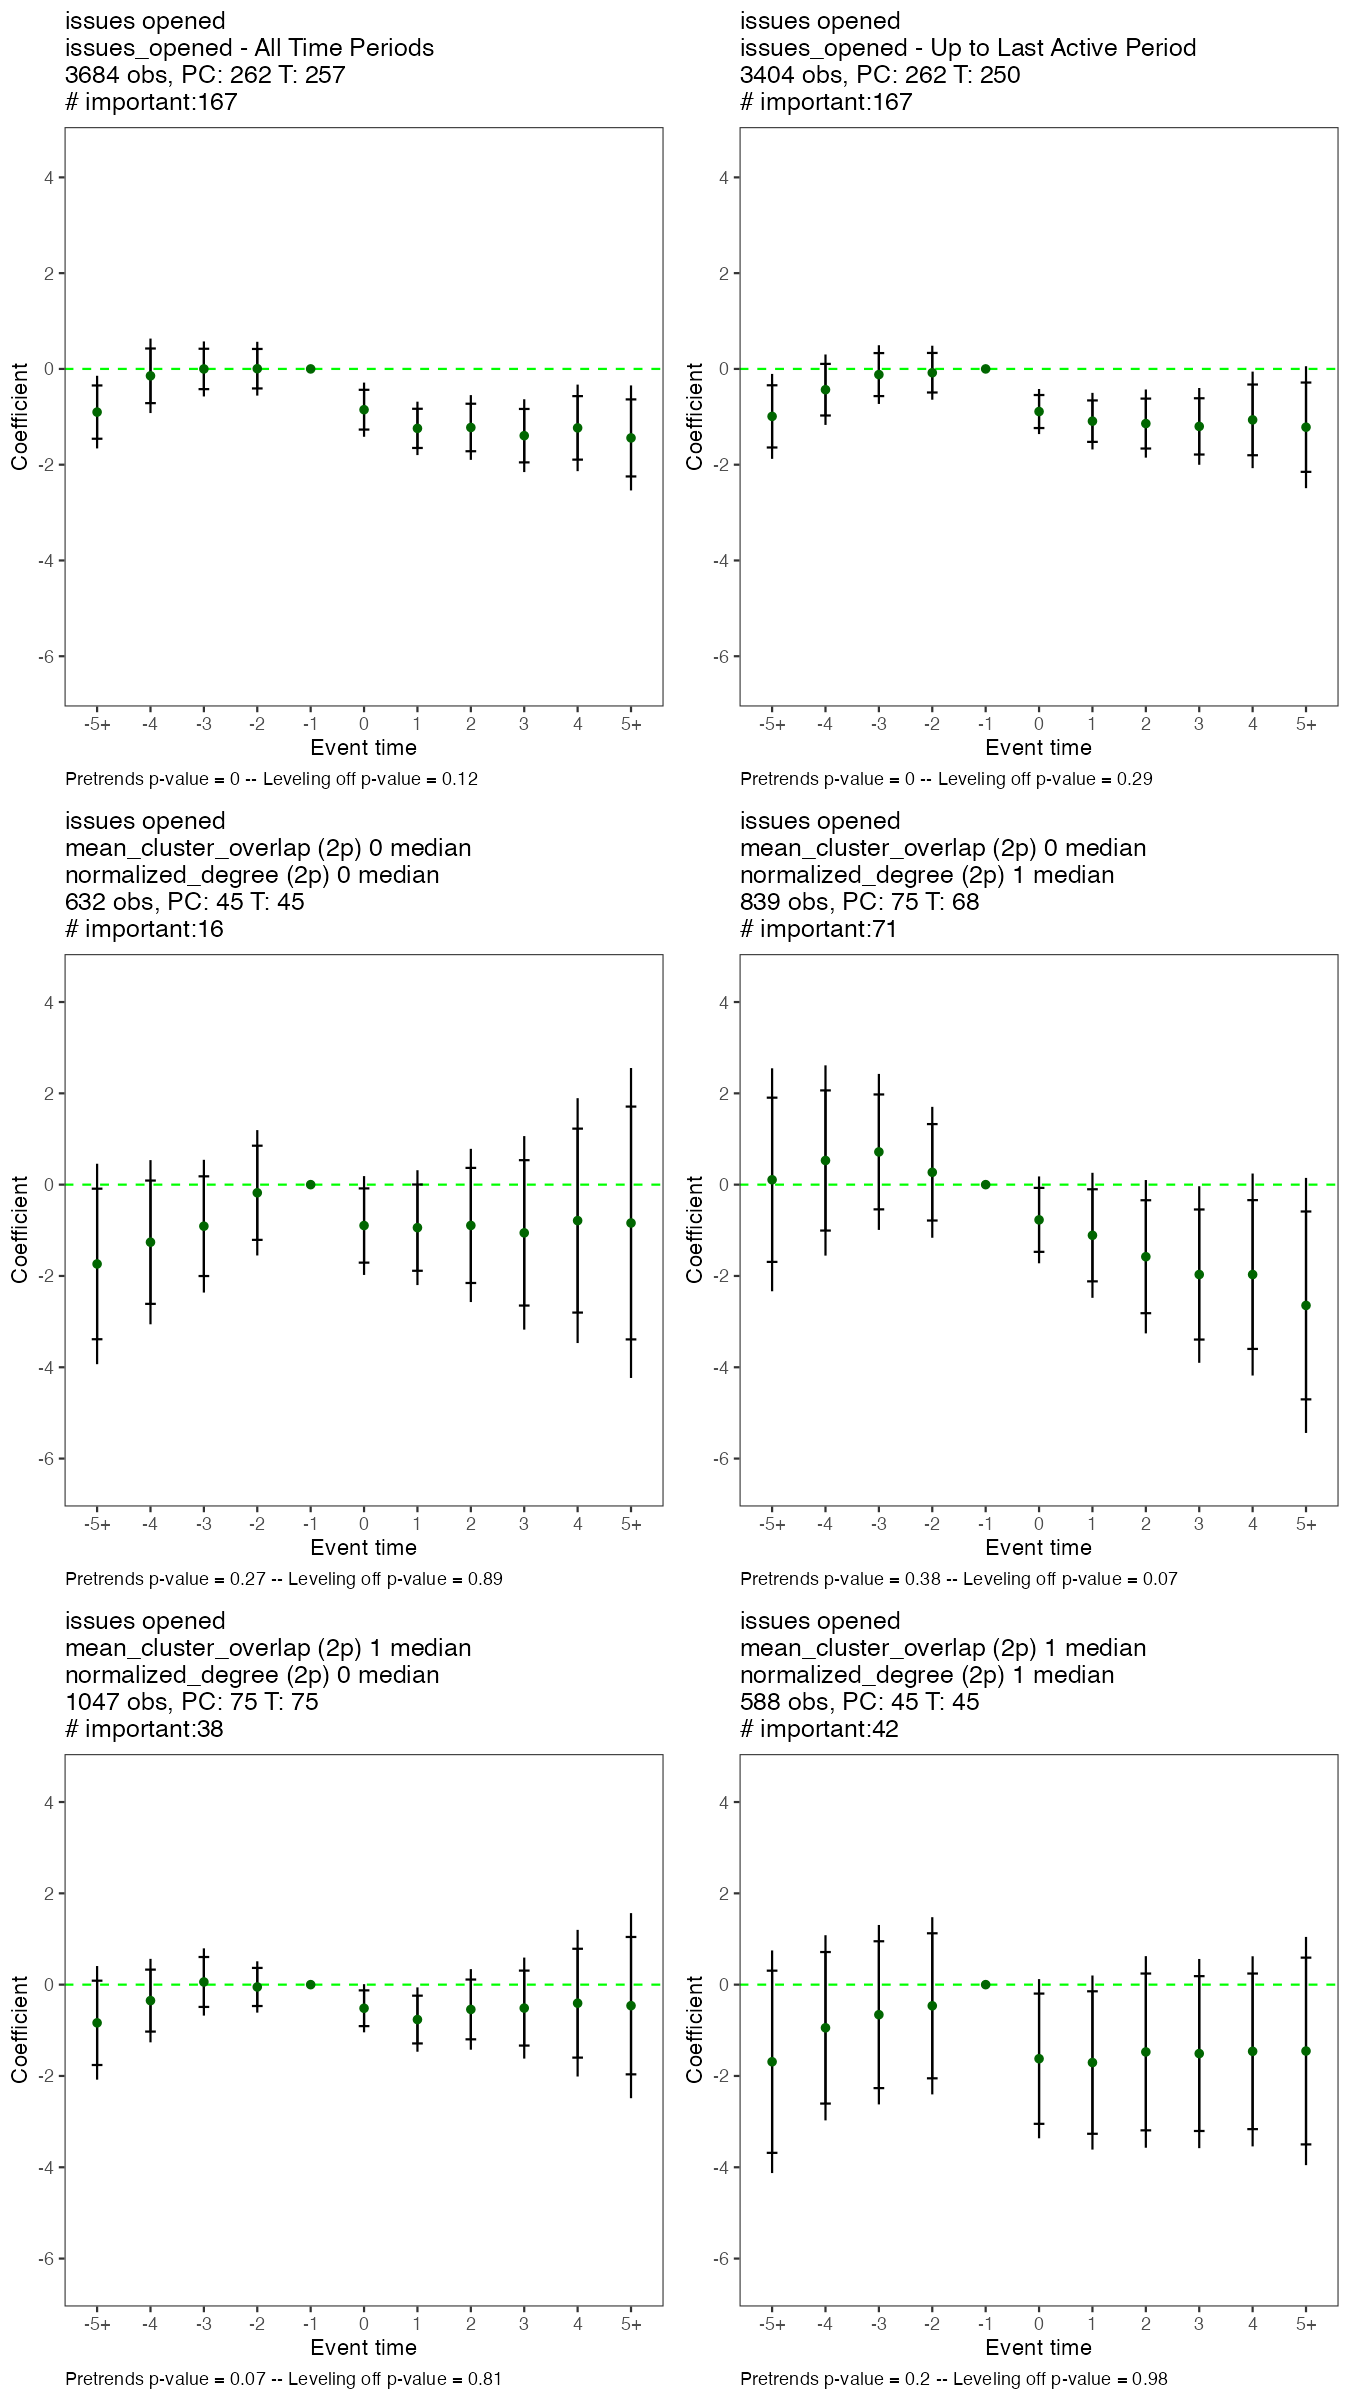 issues opened
issues_opened - All Time Periods
3684 obs, PC: 262 T: 257
# important:167
4
2
0
-2
-4
-6
Coefficient
-5+ -4 -3 -2 -1 0 1 2 3 4 5+
Event time
Pretrends p-value = 0 -- Leveling off p-value = 0.12
issues opened
issues_opened - Up to Last Active Period
3404 obs, PC: 262 T: 250
# important:167
4
2
0
-2
-4
-6
Coefficient
-5+ -4 -3 -2 -1 0 1 2 3 4 5+
Event time
Pretrends p-value = 0 -- Leveling off p-value = 0.29
issues opened
mean_cluster_overlap (2p) 0 median
normalized_degree (2p) 0 median
632 obs, PC: 45 T: 45
# important:16
4
2
0
-2
-4
-6
Coefficient
-5+ -4 -3 -2 -1 0 1 2 3 4 5+
Event time
Pretrends p-value = 0.27 -- Leveling off p-value = 0.89
issues opened
mean_cluster_overlap (2p) 0 median
normalized_degree (2p) 1 median
839 obs, PC: 75 T: 68
# important:71
4
2
0
-2
-4
-6
Coefficient
-5+ -4 -3 -2 -1 0 1 2 3 4 5+
Event time
Pretrends p-value = 0.38 -- Leveling off p-value = 0.07
issues opened
mean_cluster_overlap (2p) 1 median
normalized_degree (2p) 0 median
1047 obs, PC: 75 T: 75
# important:38
4
2
0
-2
-4
-6
Coefficient
-5+ -4 -3 -2 -1 0 1 2 3 4 5+
Event time
Pretrends p-value = 0.07 -- Leveling off p-value = 0.81
issues opened
mean_cluster_overlap (2p) 1 median
normalized_degree (2p) 1 median
588 obs, PC: 45 T: 45
# important:42
4
2
0
-2
-4
-6
Coefficient
-5+ -4 -3 -2 -1 0 1 2 3 4 5+
Event time
Pretrends p-value = 0.2 -- Leveling off p-value = 0.98